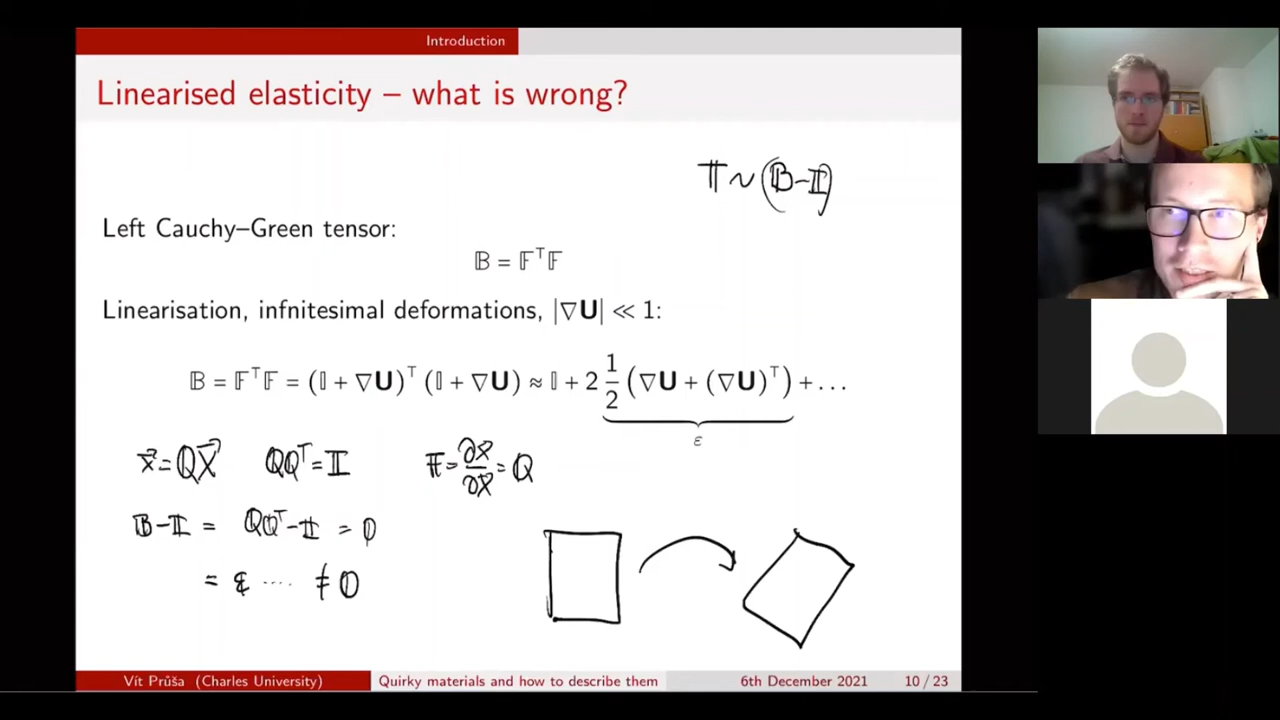 Introduction
Linearised elasticity – what is wrong?
𝕋 ~ (𝔹-𝕀)
Left Cauchy–Green tensor:
𝔹 = 𝔽ᵀ𝔽
Linearisation, infnitesimal deformations, |∇𝐔| ≪ 1:
𝔹 = 𝔽ᵀ𝔽 = (𝕀 + ∇𝐔)ᵀ (𝕀 + ∇𝐔) ≈ 𝕀 + 2 1/2 (∇𝐔 + (∇𝐔)ᵀ) + ...
ε
x⃗ = ℚX⃗ ℚℚᵀ = 𝕀 𝔽 = ∂x⃗/∂X⃗ = ℚ
𝔹-𝕀 = ℚℚᵀ-𝕀 = 𝕆
= ε .... ≠ 𝕆
Vít Průša (Charles University) Quirky materials and how to describe them 6th December 2021 10 / 23